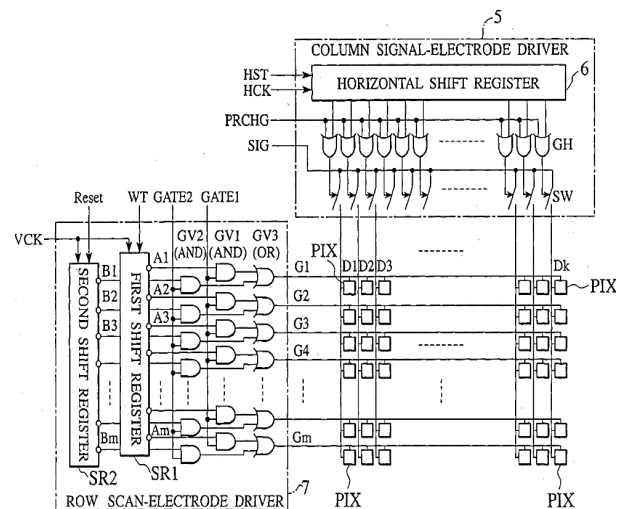 5
COLUMN SIGNAL-ELECTRODE DRIVER
6
HST
HCK
HORIZONTAL SHIFT REGISTER
PRCHG
SIG
GH
SW
Reset
WT GATE2 GATE1
VCK
GV2 (AND)
GV1 (AND)
GV3 (OR)
SECOND SHIFT REGISTER
FIRST SHIFT REGISTER
B1
B2
B3
Bm
A1
A2
A3
Am
G1
G2
G3
G4
Gm
PIX
D1 D2 D3
Dk
PIX
SR2
SR1
7
ROW SCAN-ELECTRODE DRIVER
PIX
PIX